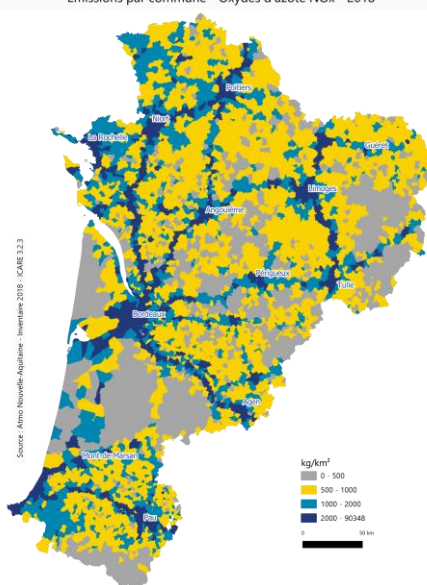 Emissions par commune - Oxydes d'azote NOx - 2018
Poitiers
Niort
La Rochelle
Guéret
Limoges
Angoulême
Périgueux
Tulle
Bordeaux
Agen
Mont-de-Marsan
Pau
Source : Atmo Nouvelle-Aquitaine - Inventaire 2018 - ICARE 3.2.3
kg/km²
0 - 500
500 - 1000
1000 - 2000
2000 - 90348
0 50 km